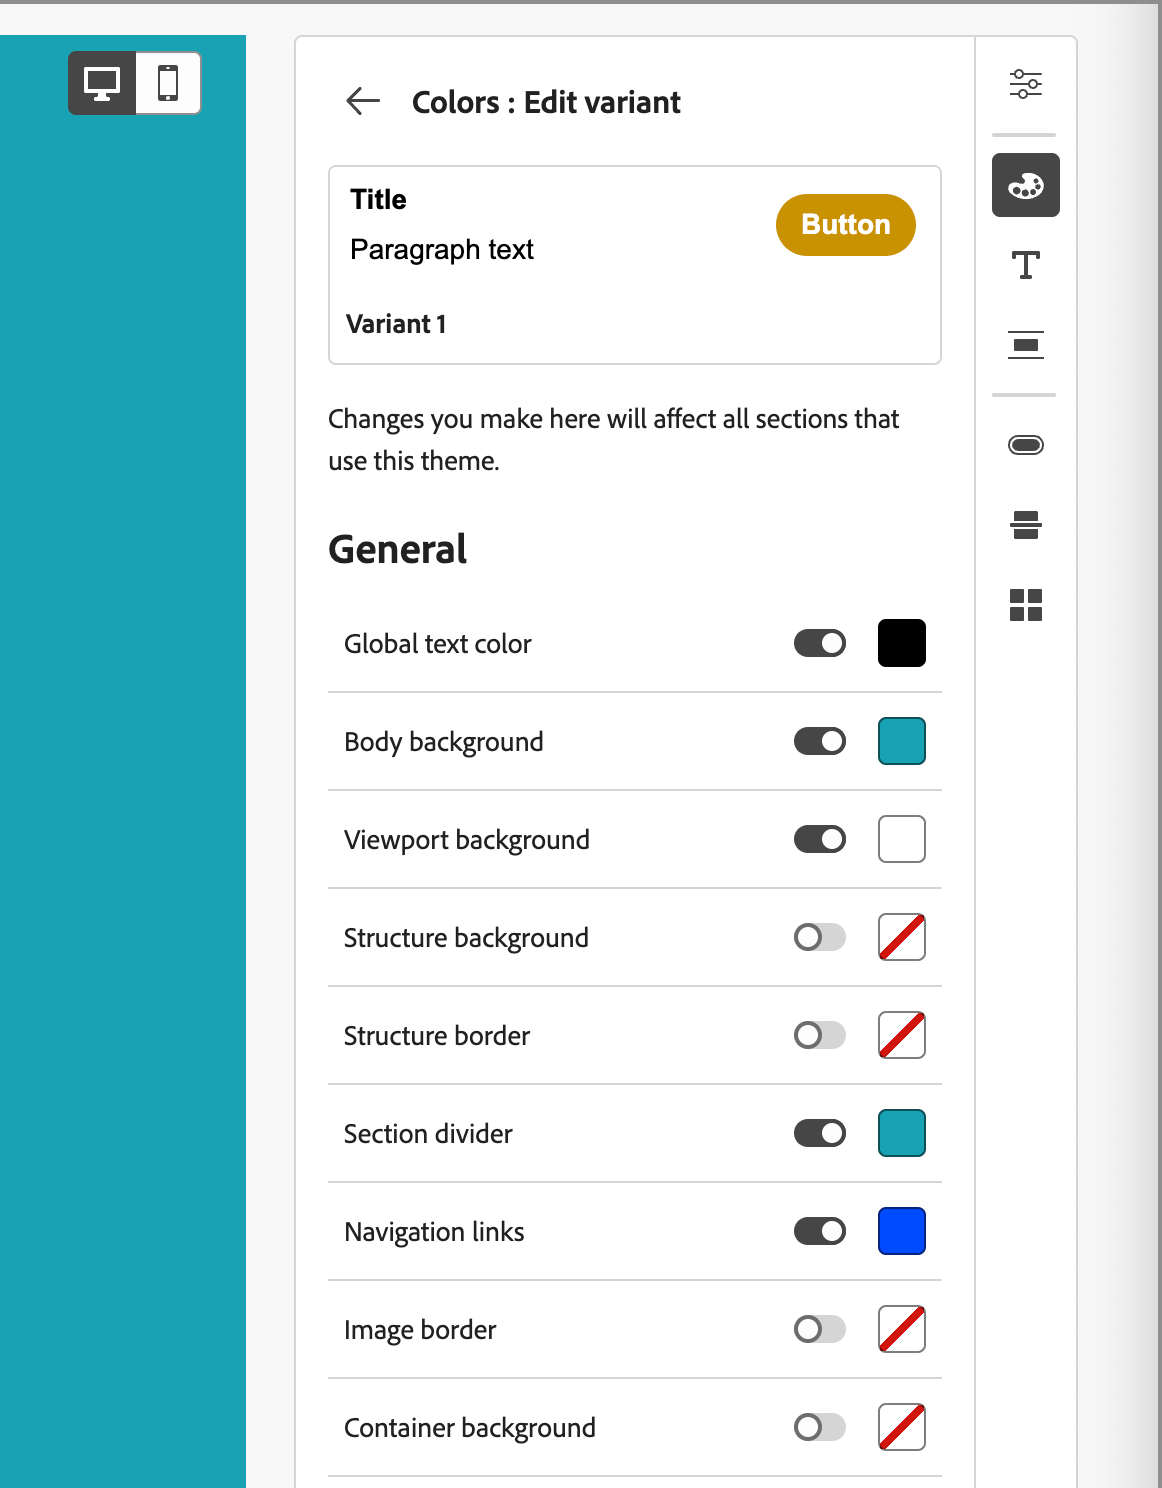 Colors : Edit variant
Title
Button
Paragraph text
Variant 1
Changes you make here will affect all sections that
use this theme.
General
Global text color
Body background
Viewport background
Structure background
Structure border
Section divider
Navigation links
Image border
Container background